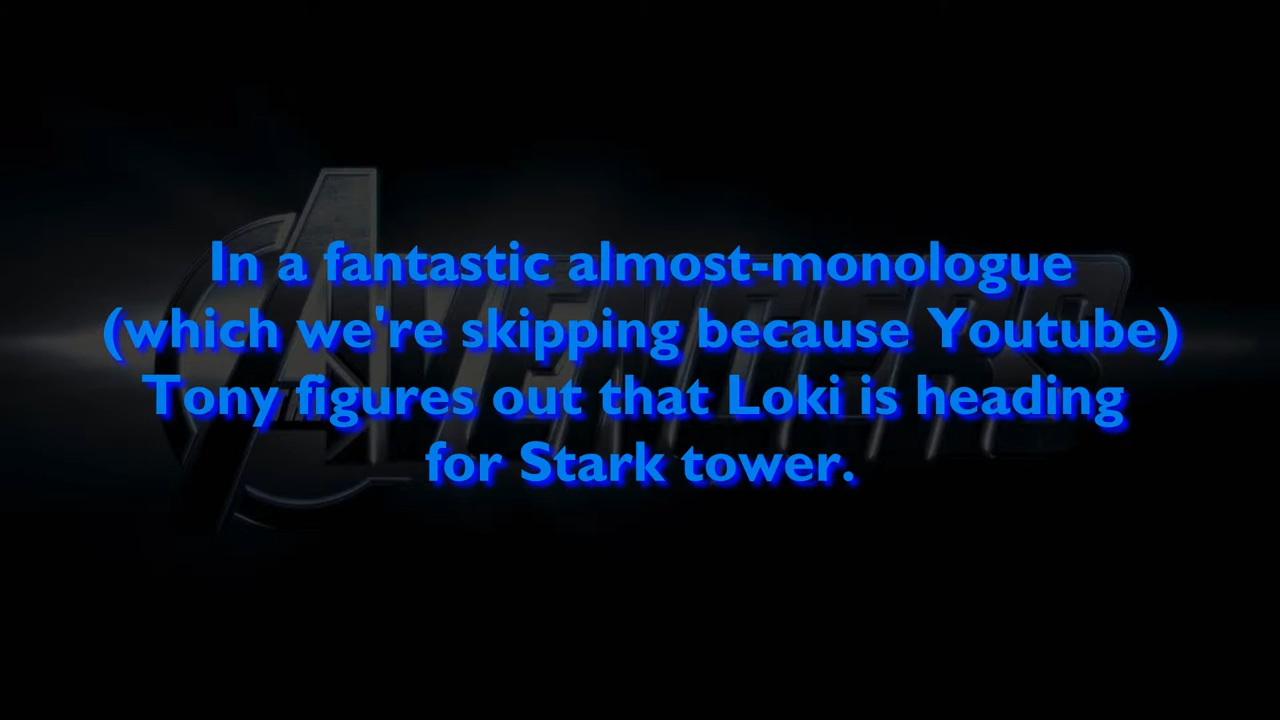 In a fantastic almost-monologue
(which we're skipping because Youtube)
Tony figures out that Loki is heading
for Stark tower.
AVENGERS